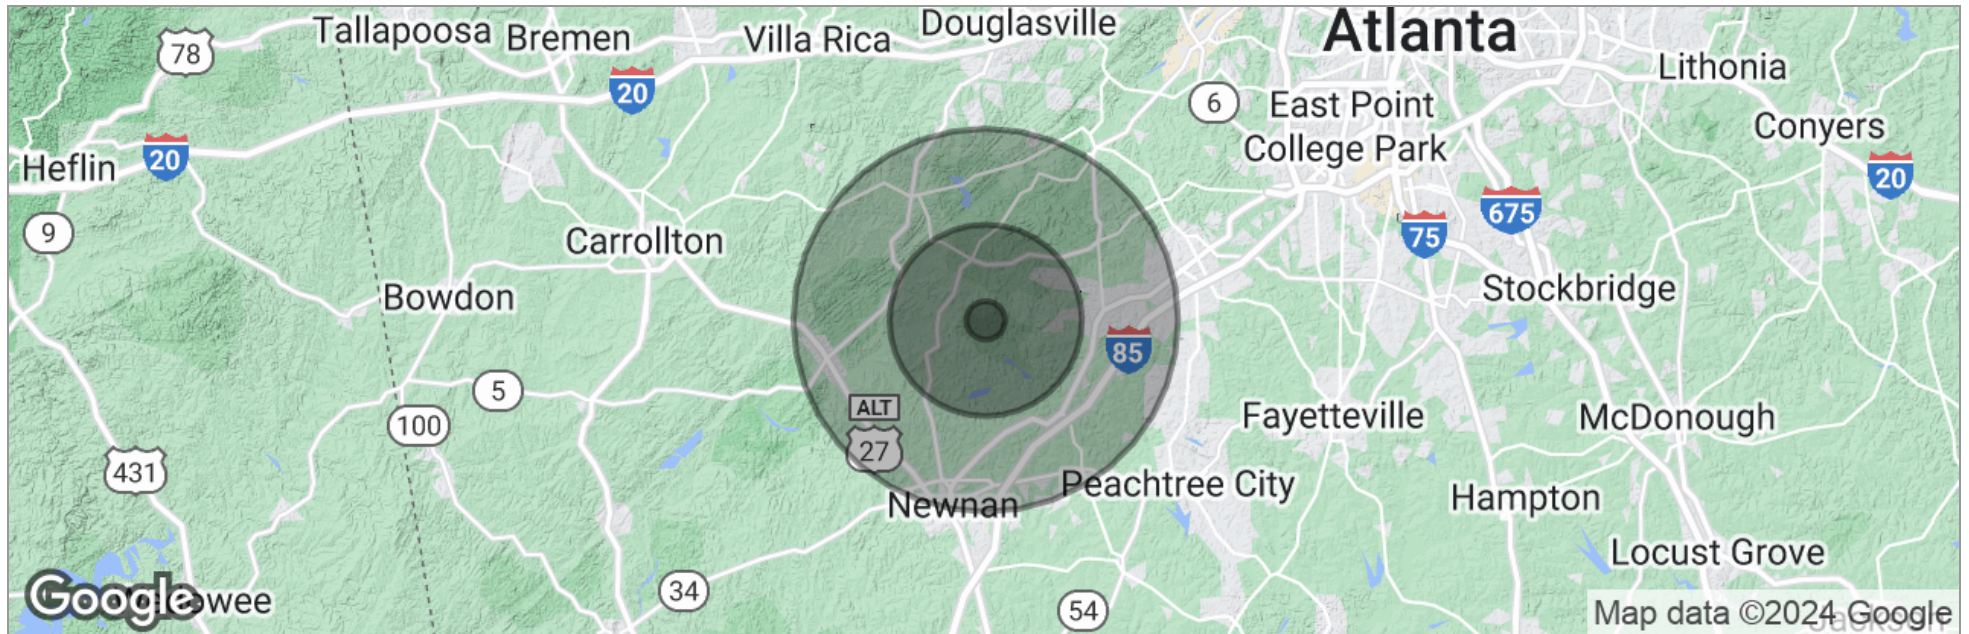 Tallapoosa
Bremen
Villa Rica
Douglasville
Atlanta
78
20
6
East Point
Lithonia
College Park
Conyers
Heflin
20
20
9
675
75
Carrollton
Bowdon
Stockbridge
85
5
ALT
27
100
Fayetteville
McDonough
431
Newnan
Peachtree City
Hampton
Locust Grove
34
54
Google
Map data ©2024 Google